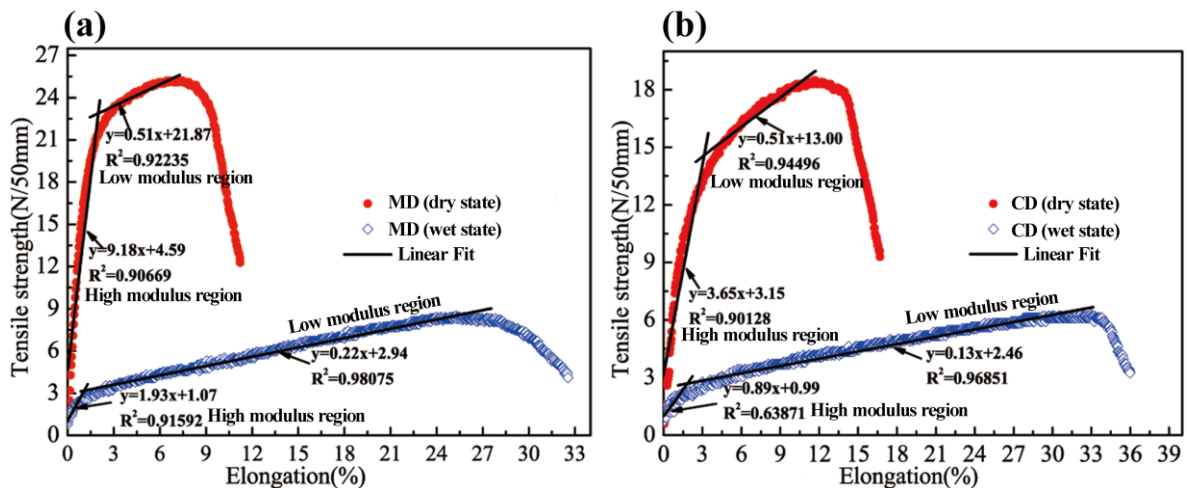 (a)
Tensile strength(N/50mm)
27
24
21
18
15
12
9
6
3
0
y=0.51x+21.87
R²=0.92235
Low modulus region
y=9.18x+4.59
R²=0.90669
High modulus region
MD (dry state)
MD (wet state)
Linear Fit
Low modulus region
y=0.22x+2.94
R²=0.98075
y=1.93x+1.07
R²=0.91592
High modulus region
0 3 6 9 12 15 18 21 24 27 30 33
Elongation(%)
(b)
Tensile strength(N/50mm)
18
15
12
9
6
3
0
y=0.51x+13.00
R²=0.94496
Low modulus region
y=3.65x+3.15
R²=0.90128
High modulus region
CD (dry state)
CD (wet state)
Linear Fit
Low modulus region
y=0.13x+2.46
R²=0.96851
y=0.89x+0.99
R²=0.63871
High modulus region
0 3 6 9 12 15 18 21 24 27 30 33 36 39
Elongation(%)